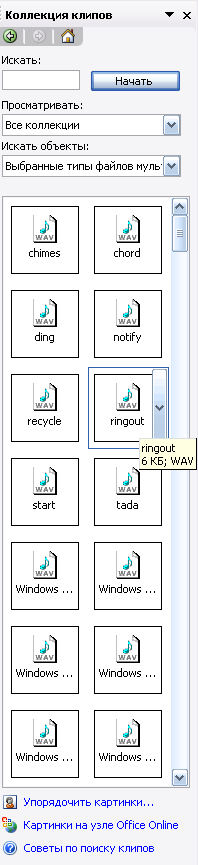 Коллекция клипов
Искать:
Начать
Просматривать:
Все коллекции
Искать объекты:
Выбранные типы файлов мульт
WAV WAV
chimes chord
WAV WAV
ding notify
WAV WAV
recycle ringout
ringout
6 КБ; WAV
WAV WAV
start tada
WAV WAV
Windows ... Windows ...
WAV WAV
Windows ... Windows ...
WAV WAV
Windows ... Windows ...
Упорядочить картинки...
Картинки на узле Office Online
Советы по поиску клипов